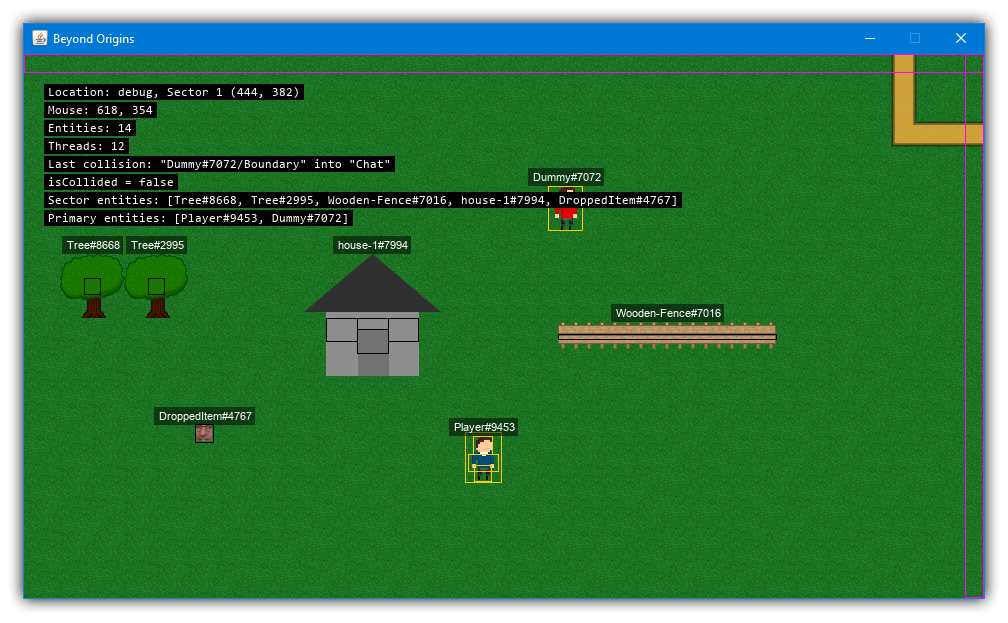 Beyond Origins
Location: debug, Sector 1 (444, 382)
Mouse: 618, 354
Entities: 14
Threads: 12
Last collision: "Dummy#7072/Boundary" into "Chat"
isCollided = false
Dummy#7072
Sector entities: [Tree#8668, Tree#2995, Wooden-Fence#7016, house-1#7994, DroppedItem#4767]
Primary entities: [Player#9453, Dummy#7072]
Tree#8668
Tree#2995
house-1#7994
Wooden-Fence#7016
DroppedItem#4767
Player#9453